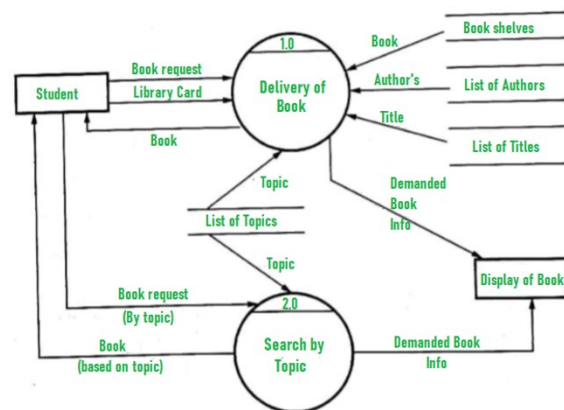 1.0
Delivery of
Book
Student
Book request
Library Card
Book
Book
Author's
Title
Book shelves
List of Authors
List of Titles
Topic
List of Topics
Topic
Demanded
Book
Info
Display of Book
Book request
(By topic)
Book
(based on topic)
2.0
Search by
Topic
Demanded Book
Info